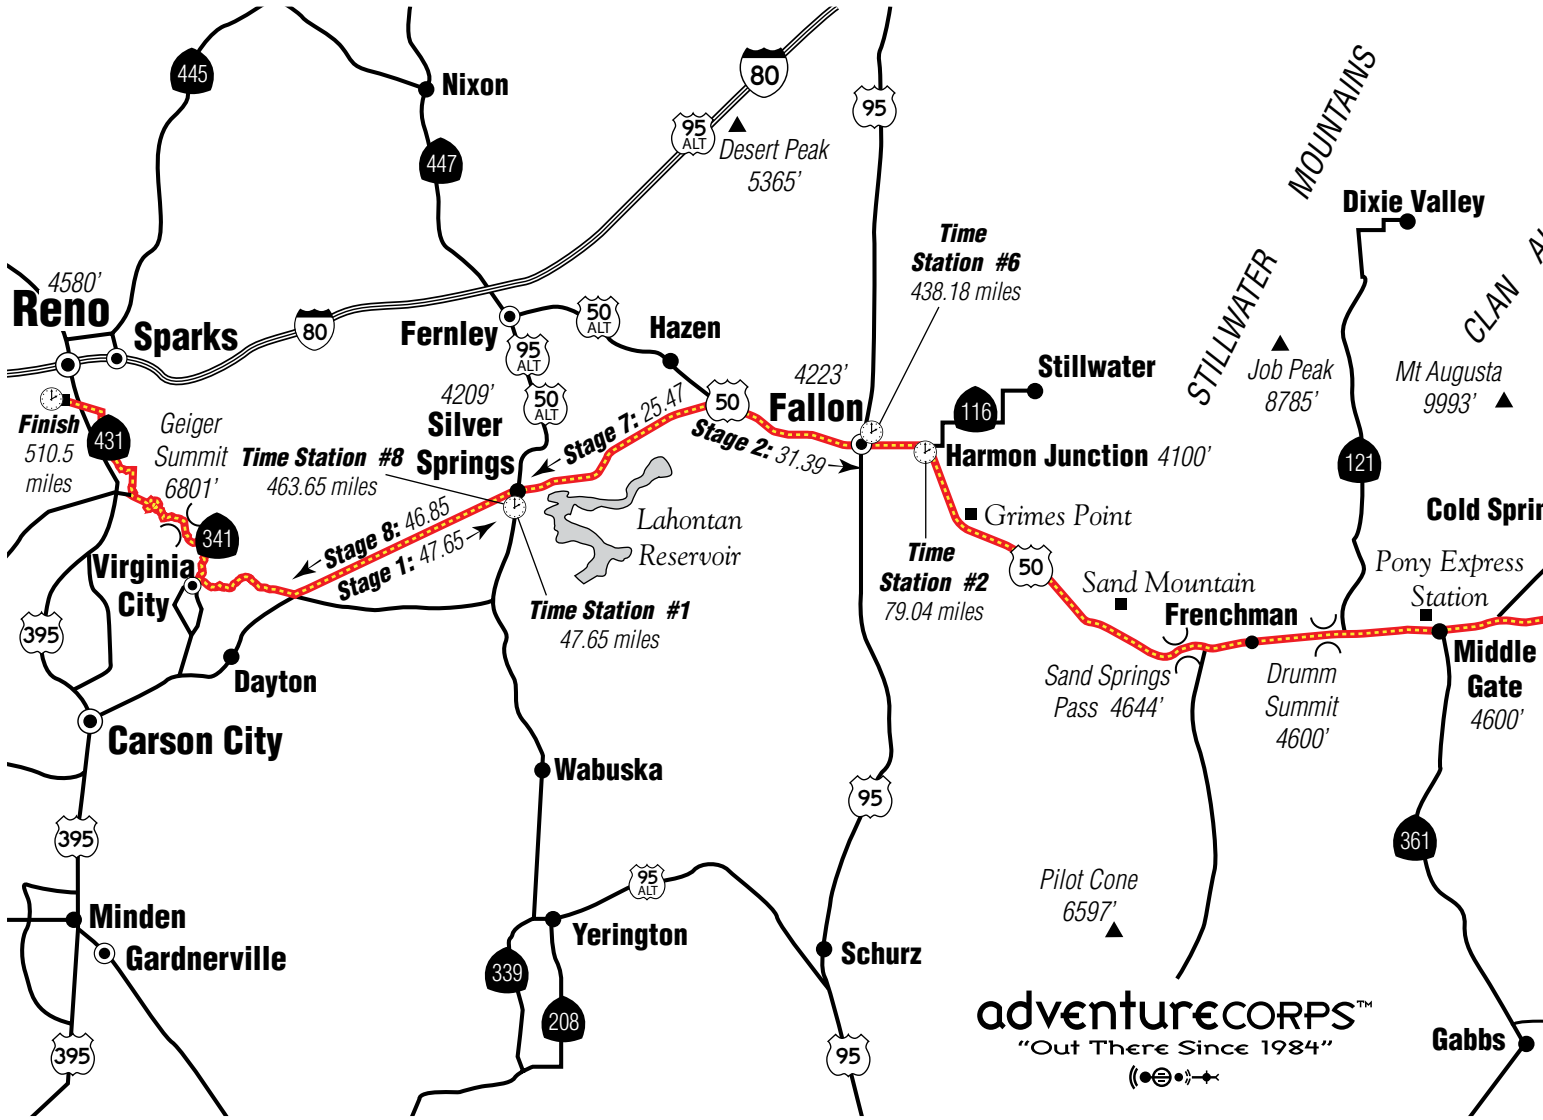 445
Nixon
80
95
ALT
95
447
Desert Peak
5365’
MOUNTAINS
Dixie Valley
Time
Station #6
438.18 miles
STILLWATER
CLAN
4580’
Reno
Sparks
80
Fernley
50
ALT
Hazen
95
ALT
4209’
50
ALT
Silver
Springs
Stage 7: 25.47
50
4223’
Fallon
Stage 2: 31.39
Stillwater
116
Job Peak
8785’
Mt Augusta
9993’
Finish
510.5
miles
431
Geiger
Summit
6801’
Time Station #8
463.65 miles
Harmon Junction 4100’
121
341
Stage 8: 46.85
Stage 1: 47.65
Lahontan
Reservoir
Grimes Point
Cold Sprin
Virginia
City
Time Station #1
47.65 miles
Time
Station #2
79.04 miles
50
Sand Mountain
Frenchman
Pony Express
Station
395
Dayton
Sand Springs
Pass 4644’
Drumm
Summit
4600’
Middle
Gate
4600’
Carson City
Wabuska
95
395
361
95
ALT
Pilot Cone
6597’
Minden
Gardnerville
Yerington
Schurz
339
208
395
95
adventureCORPS™
“Out There Since 1984”
Gabbs